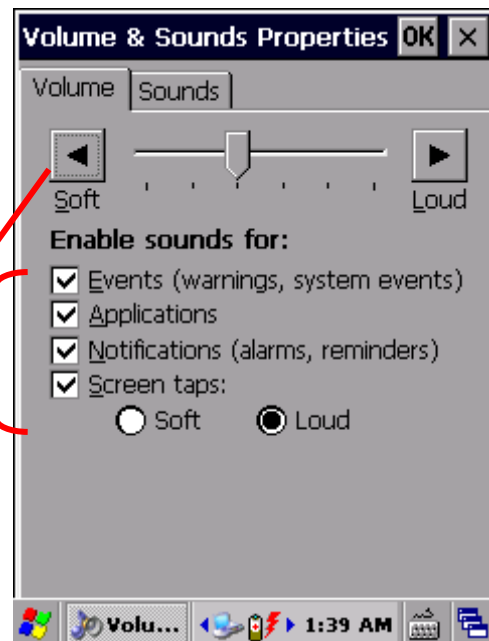 Volume & Sounds Properties OK ×
Volume Sounds
Soft Loud
Enable sounds for:
Events (warnings, system events)
Applications
Notifications (alarms, reminders)
Screen taps:
Soft Loud
Volu... 1:39 AM